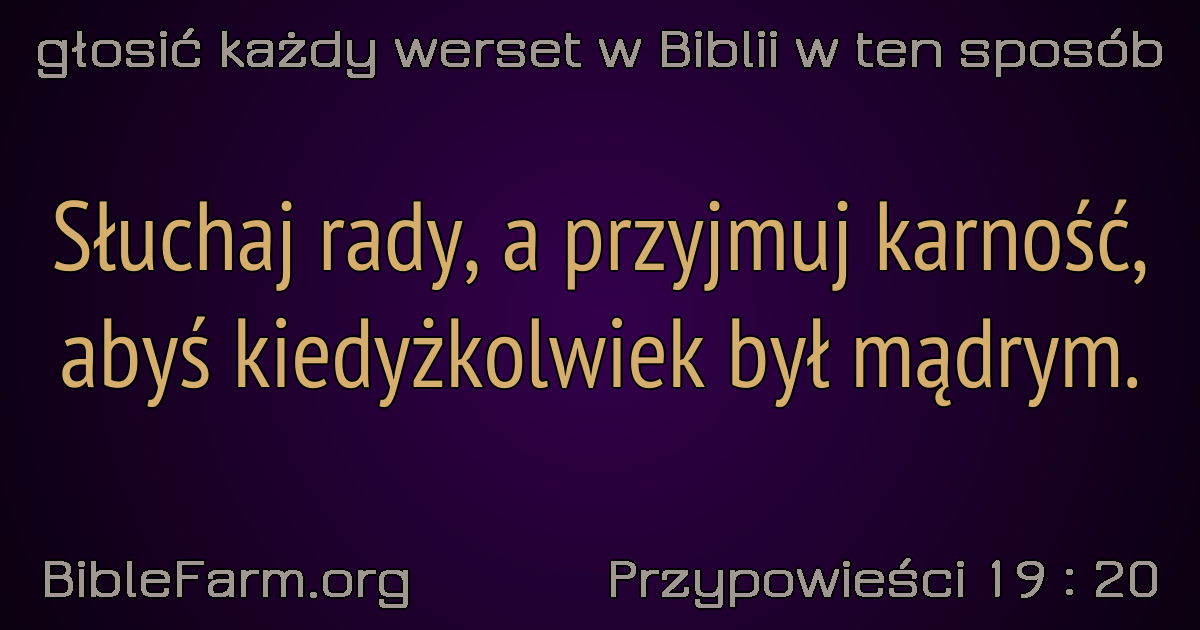 głosić każdy werset w Biblii w ten sposób
Słuchaj rady, a przyjmuj karność,
abyś kiedyżkolwiek był mądrym.
BibleFarm.org
Przypowieści 19 : 20